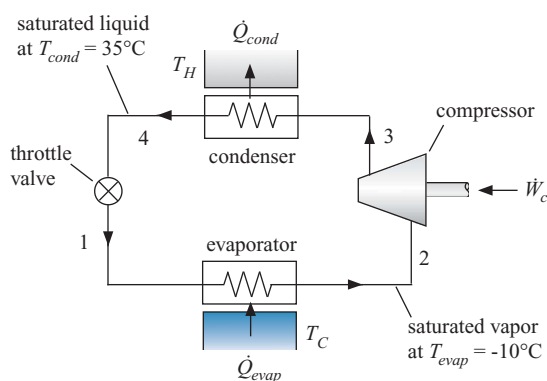 saturated liquid
at T_cond = 35°C
Q̇_cond
T_H
compressor
4
condenser
3
throttle
valve
Ẇ_c
1
evaporator
2
T_C
saturated vapor
at T_evap = -10°C
Q̇_evap